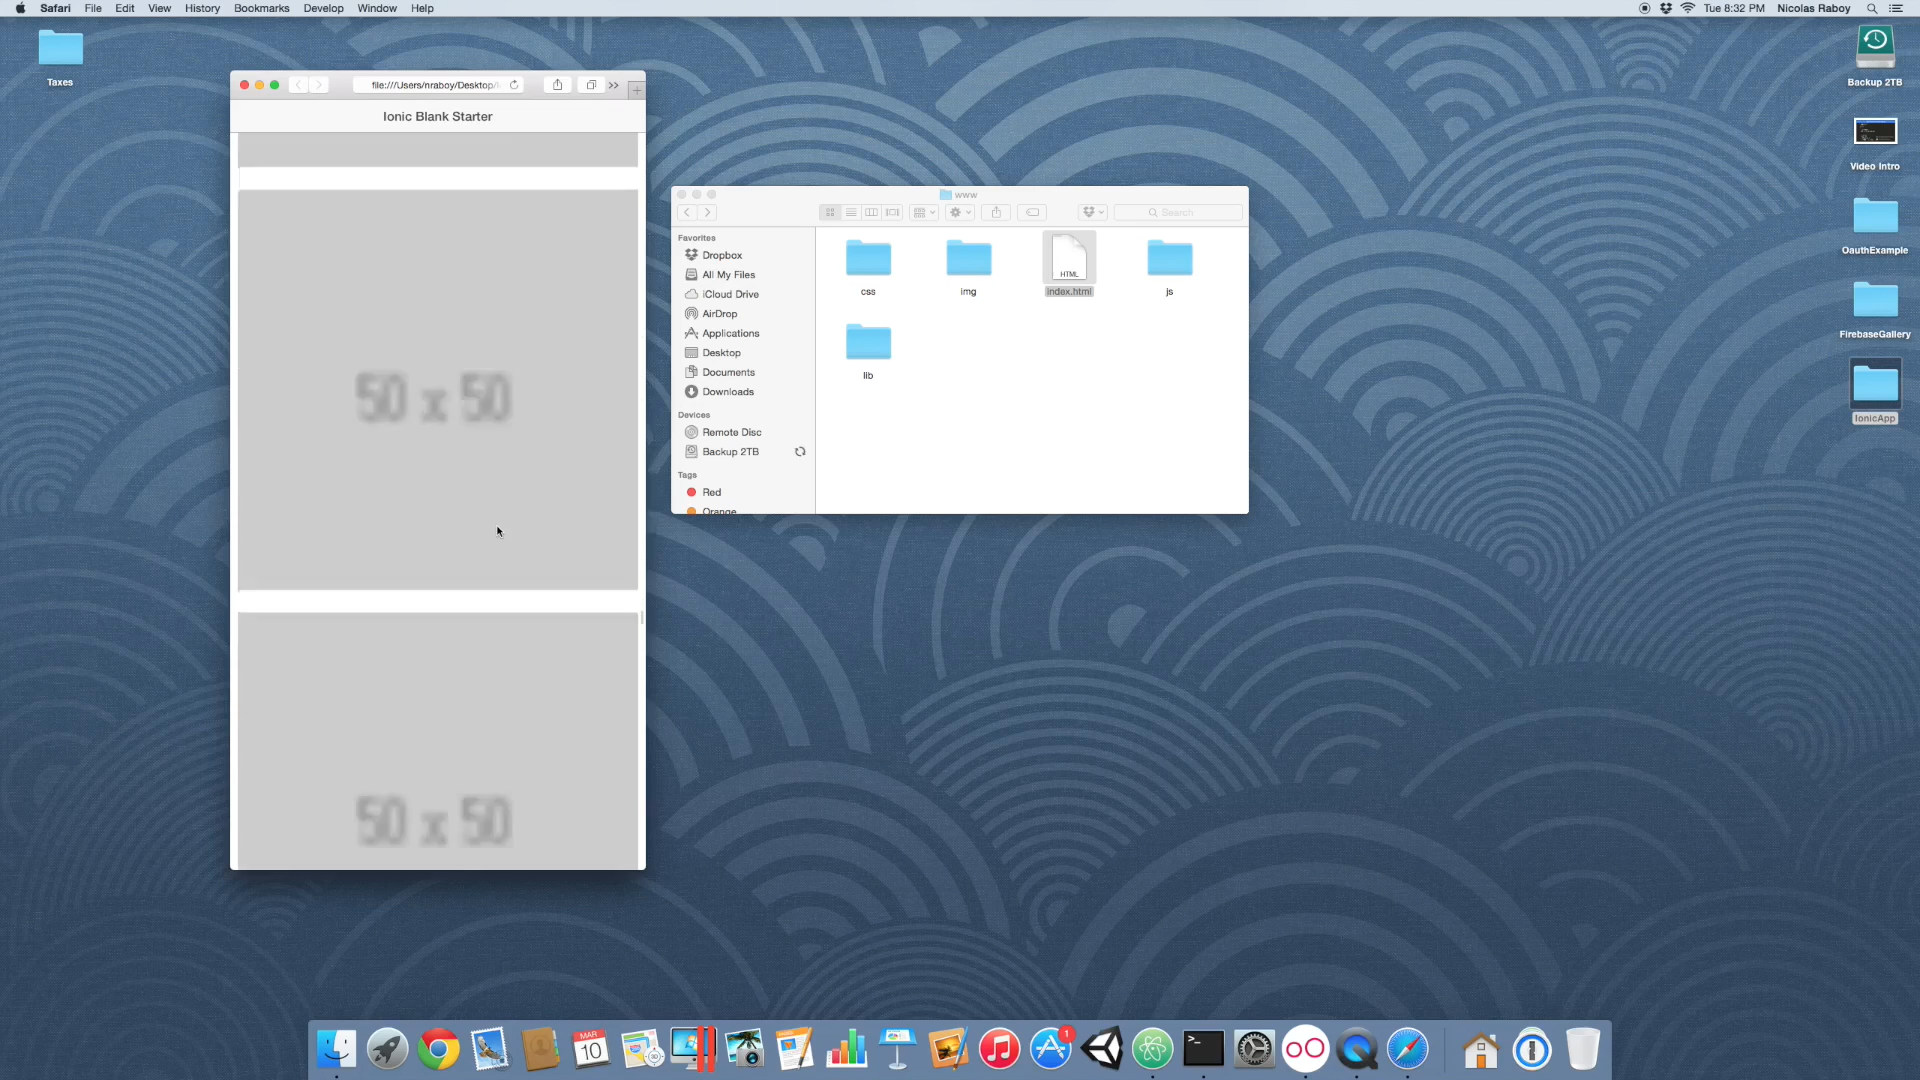 Safari File Edit View History Bookmarks Develop Window Help
Tue 8:32 PM Nicolas Raboy
Taxes
file:///Users/nraboy/Desktop/
Ionic Blank Starter
50 x 50
50 x 50
www
Search
Favorites
Dropbox
All My Files
iCloud Drive
AirDrop
Applications
Desktop
Documents
Downloads
Devices
Remote Disc
Backup 2TB
Tags
Red
Orange
css
img
HTML
index.html
js
lib
Backup 2TB
Video Intro
OauthExample
FirebaseGallery
IonicApp
MAR
10
3D
1
>_